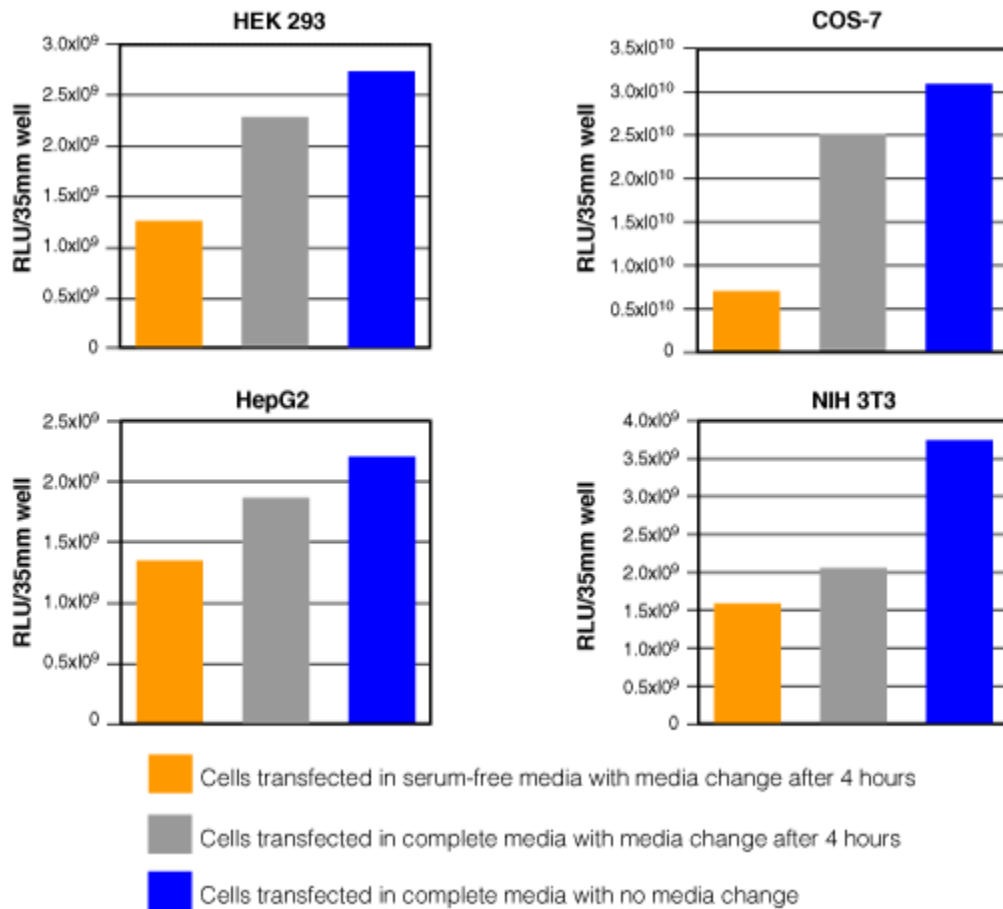 HEK 293
RLU/35mm well
3.0xl0⁹
2.5xl0⁹
2.0xl0⁹
1.5xl0⁹
1.0xl0⁹
0.5xl0⁹
0
COS-7
RLU/35mm well
3.5xl0¹⁰
3.0xl0¹⁰
2.5xl0¹⁰
2.0xl0¹⁰
1.5xl0¹⁰
1.0xl0¹⁰
0.5xl0¹⁰
0
HepG2
RLU/35mm well
2.5xl0⁹
2.0xl0⁹
1.5xl0⁹
1.0xl0⁹
0.5xl0⁹
0
NIH 3T3
RLU/35mm well
4.0xl0⁹
3.5xl0⁹
3.0xl0⁹
2.5xl0⁹
2.0xl0⁹
1.5xl0⁹
1.0xl0⁹
0.5xl0⁹
0
Cells transfected in serum-free media with media change after 4 hours
Cells transfected in complete media with media change after 4 hours
Cells transfected in complete media with no media change